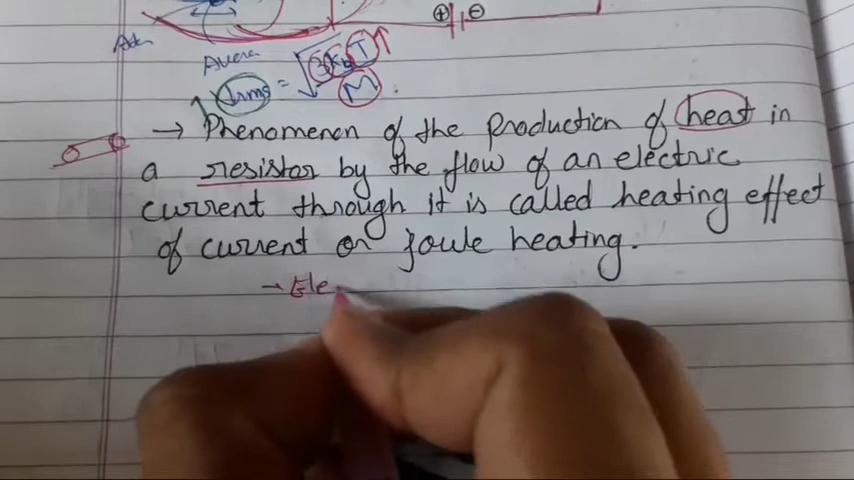 ⊕ ⊖
Avera
Vrms = √3KbT
M
→ Phenomenon of the production of heat in
a resistor by the flow of an electric
current through it is called heating effect
of current or joule heating.
→ Ele